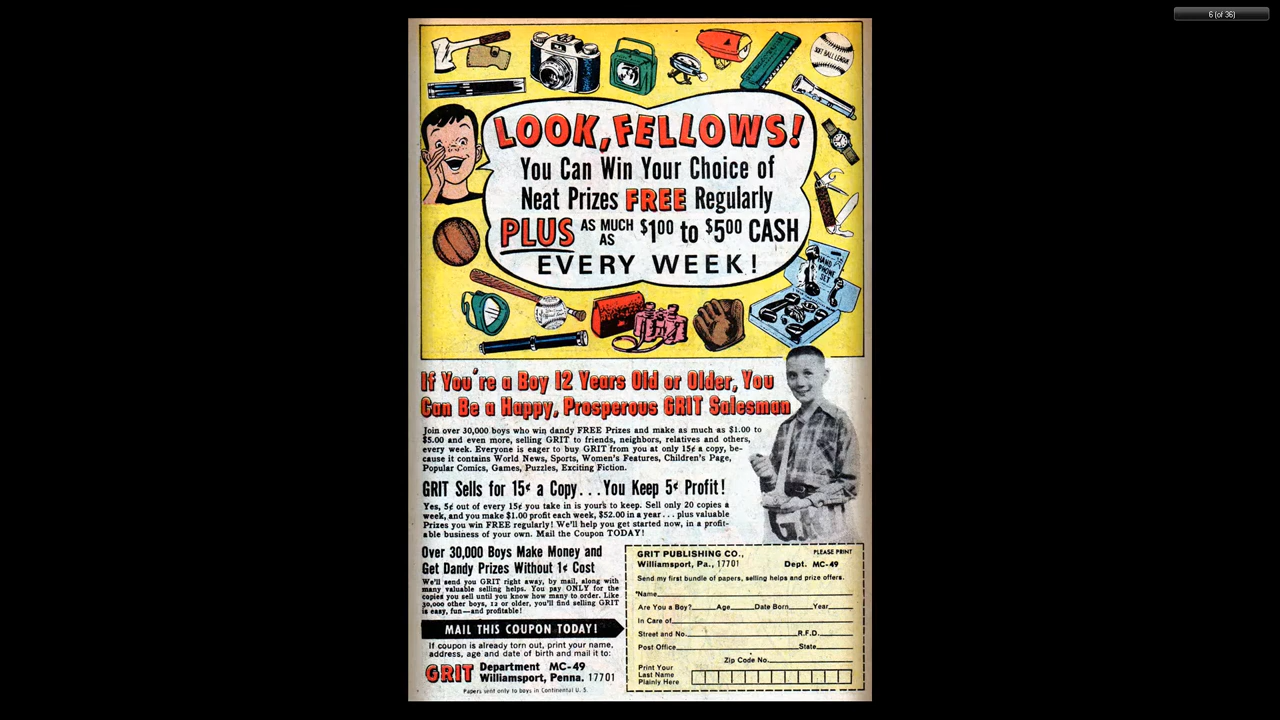 6 (of 36)
SOFT BALL LEAGUE
LOOK, FELLOWS!
You Can Win Your Choice of
Neat Prizes FREE Regularly
PLUS AS MUCH AS $1.00 to $5.00 CASH
EVERY WEEK!
HAND PHONE SET
If You're a Boy 12 Years Old or Older, You
Can Be a Happy, Prosperous GRIT Salesman
Join over 30,000 boys who win dandy FREE Prizes and make as much as $1.00 to
$5.00 and even more, selling GRIT to friends, neighbors, relatives and others,
every week. Everyone is eager to buy GRIT from you at only 15¢ a copy, be-
cause it contains World News, Sports, Women's Features, Children's Page,
Popular Comics, Games, Puzzles, Exciting Fiction.
GRIT Sells for 15¢ a Copy...You Keep 5¢ Profit!
Yes, 5¢ out of every 15¢ you take in is yours to keep. Sell only 20 copies a
week, and you make $1.00 profit each week, $52.00 in a year . . . plus valuable
Prizes you win FREE regularly! We'll help you get started now, in a profit-
able business of your own. Mail the Coupon TODAY!
Over 30,000 Boys Make Money and
Get Dandy Prizes Without 1¢ Cost
We'll send you GRIT right away, by mail, along with
many valuable selling helps. You pay ONLY for the
copies you sell until you know how many to order. Like
30,000 other boys, 12 or older, you'll find selling GRIT
is easy, fun—and profitable!
MAIL THIS COUPON TODAY!
If coupon is already torn out, print your name,
address, age and date of birth and mail it to:
GRIT Department MC-49
Williamsport, Penna. 17701
Papers sent only to boys in Continental U. S.
GRIT PUBLISHING CO., PLEASE PRINT
Williamsport, Pa., 17701 Dept. MC-49
Send my first bundle of papers, selling helps and prize offers.
Name
Are You a Boy? Age Date Born Year
In Care of
Street and No. R.F.D.
Post Office State
Zip Code No.
Print Your
Last Name
Plainly Here